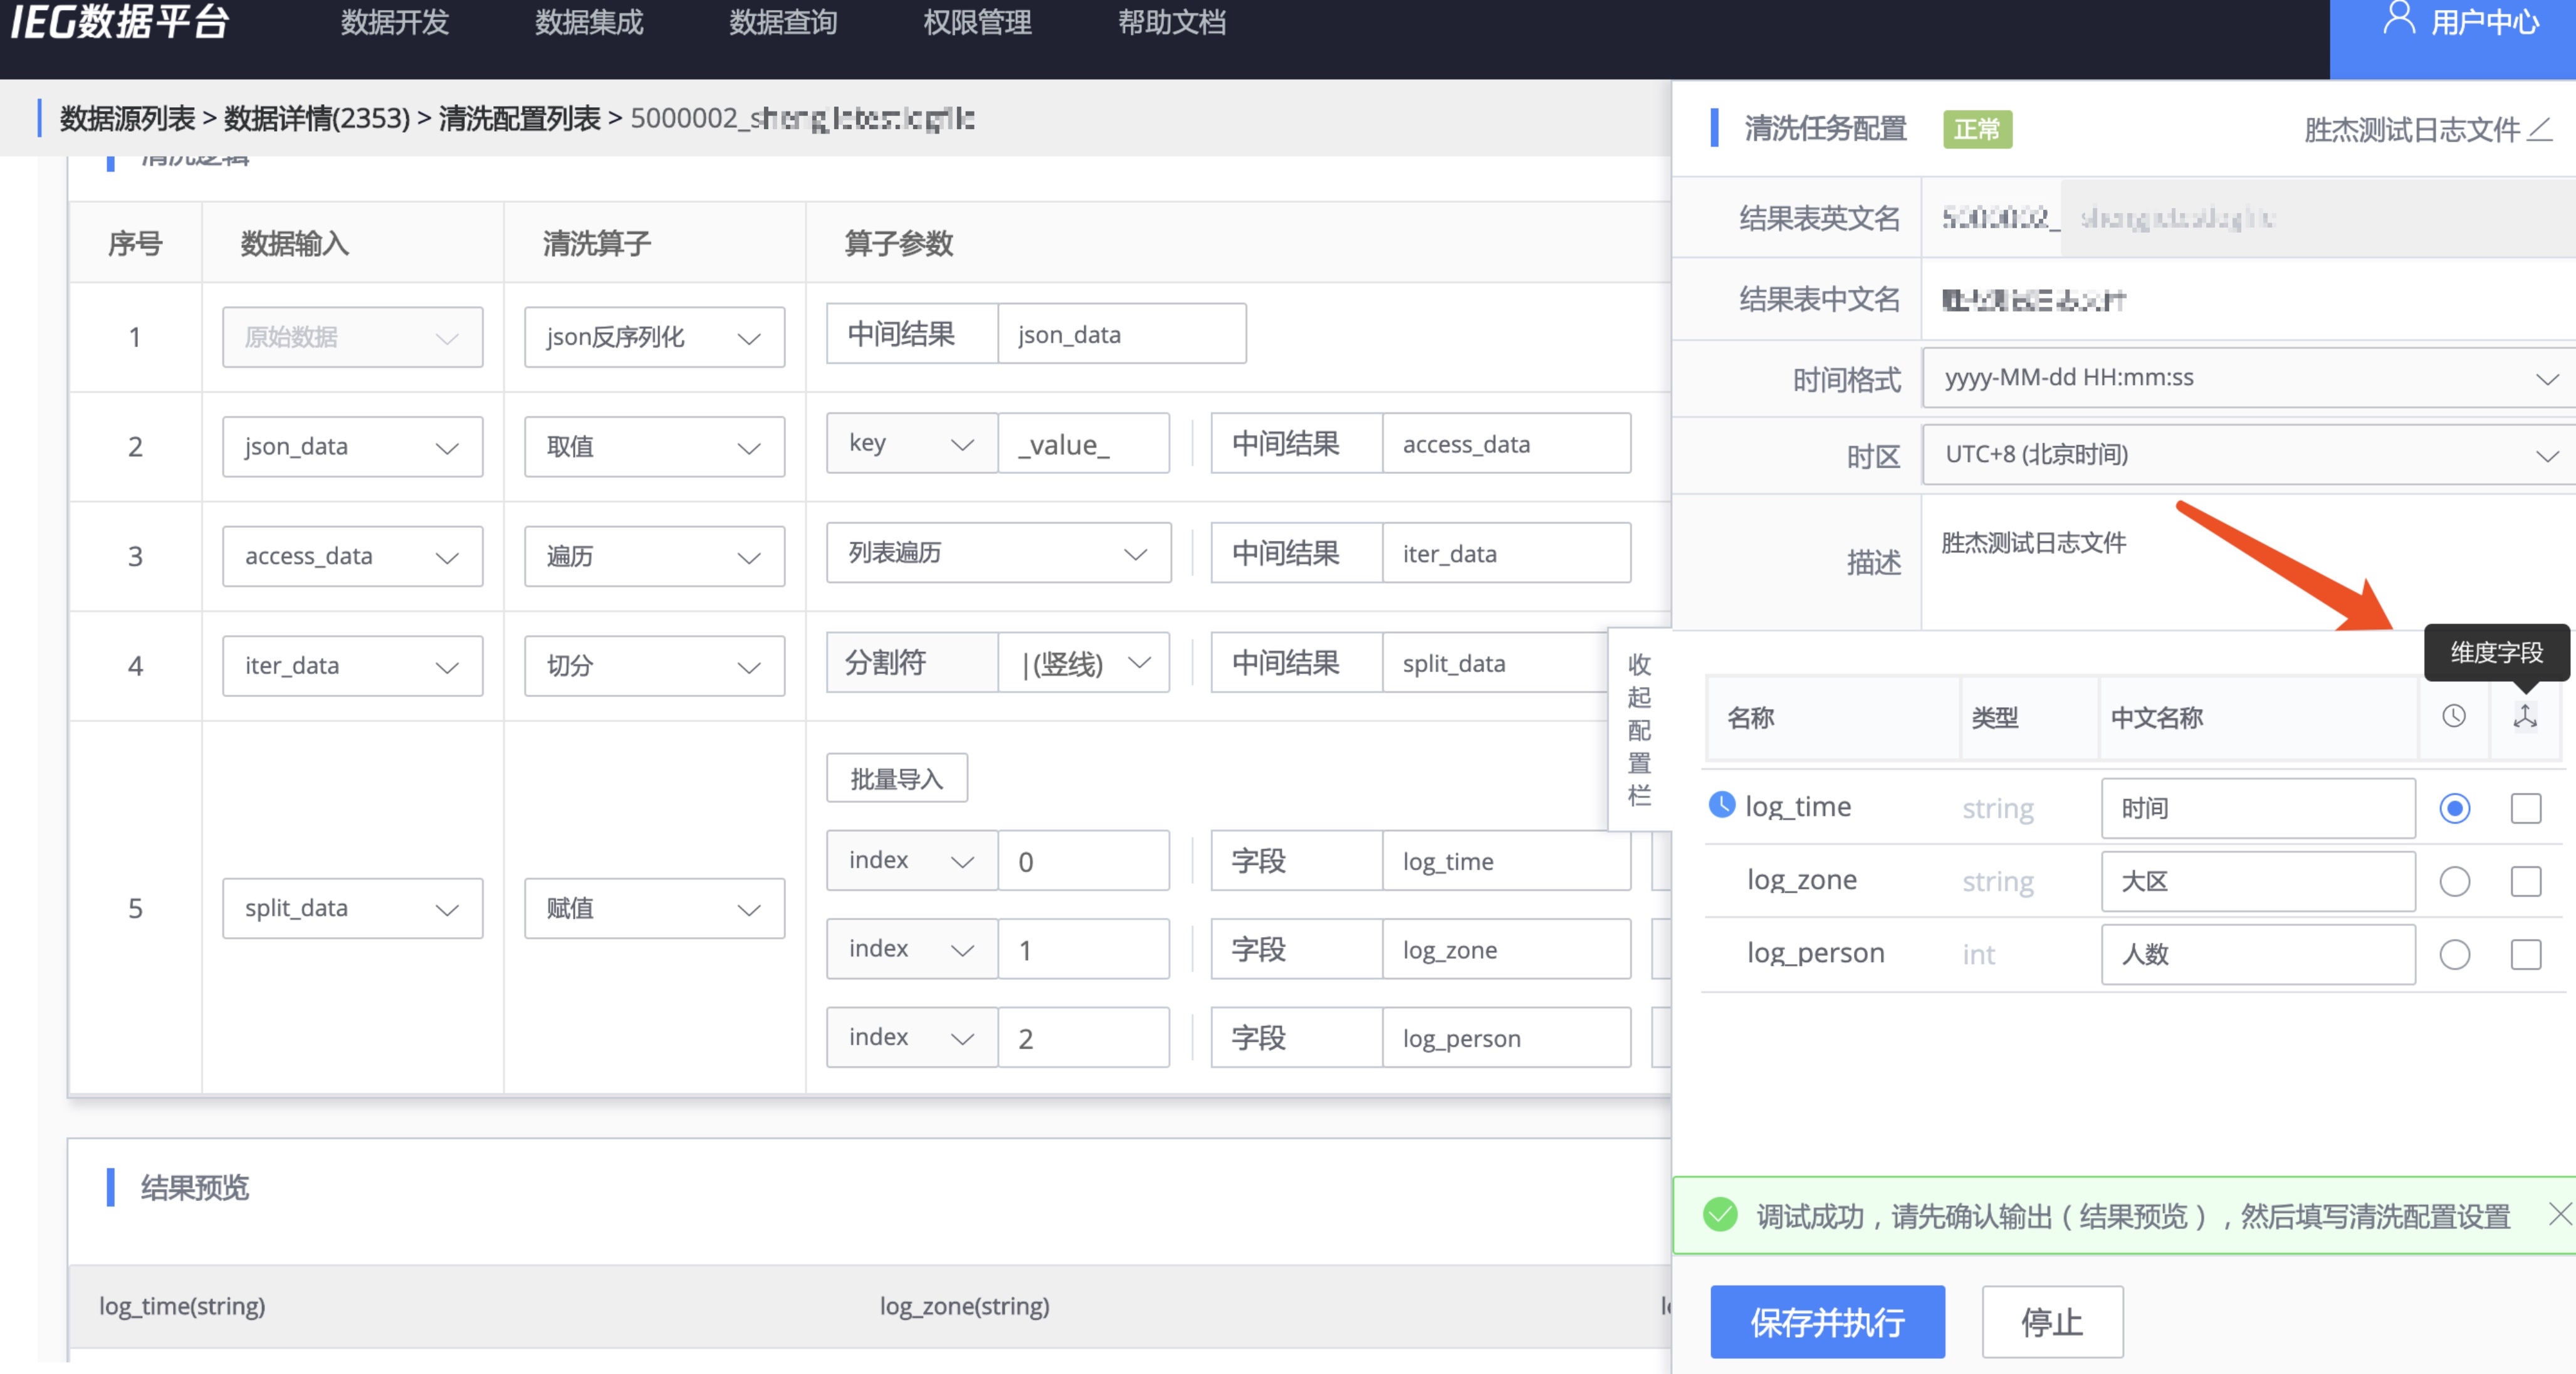 IEG数据平台 数据开发 数据集成 数据查询 权限管理 帮助文档 用户中心
数据源列表 > 数据详情(2353) > 清洗配置列表 > 5000002_
清洗逻辑
序号 数据输入 清洗算子 算子参数
1 原始数据 json反序列化 中间结果 json_data
2 json_data 取值 key _value_ 中间结果 access_data
3 access_data 遍历 列表遍历 中间结果 iter_data
4 iter_data 切分 分割符 |(竖线) 中间结果 split_data
批量导入
index 0 字段 log_time
5 split_data 赋值 index 1 字段 log_zone
index 2 字段 log_person
结果预览
log_time(string) log_zone(string)
收起配置栏
清洗任务配置 正常 胜杰测试日志文件
结果表英文名
结果表中文名
时间格式 yyyy-MM-dd HH:mm:ss
时区 UTC+8 (北京时间)
描述 胜杰测试日志文件
维度字段
名称 类型 中文名称
log_time string 时间
log_zone string 大区
log_person int 人数
调试成功，请先确认输出（结果预览），然后填写清洗配置设置
保存并执行 停止